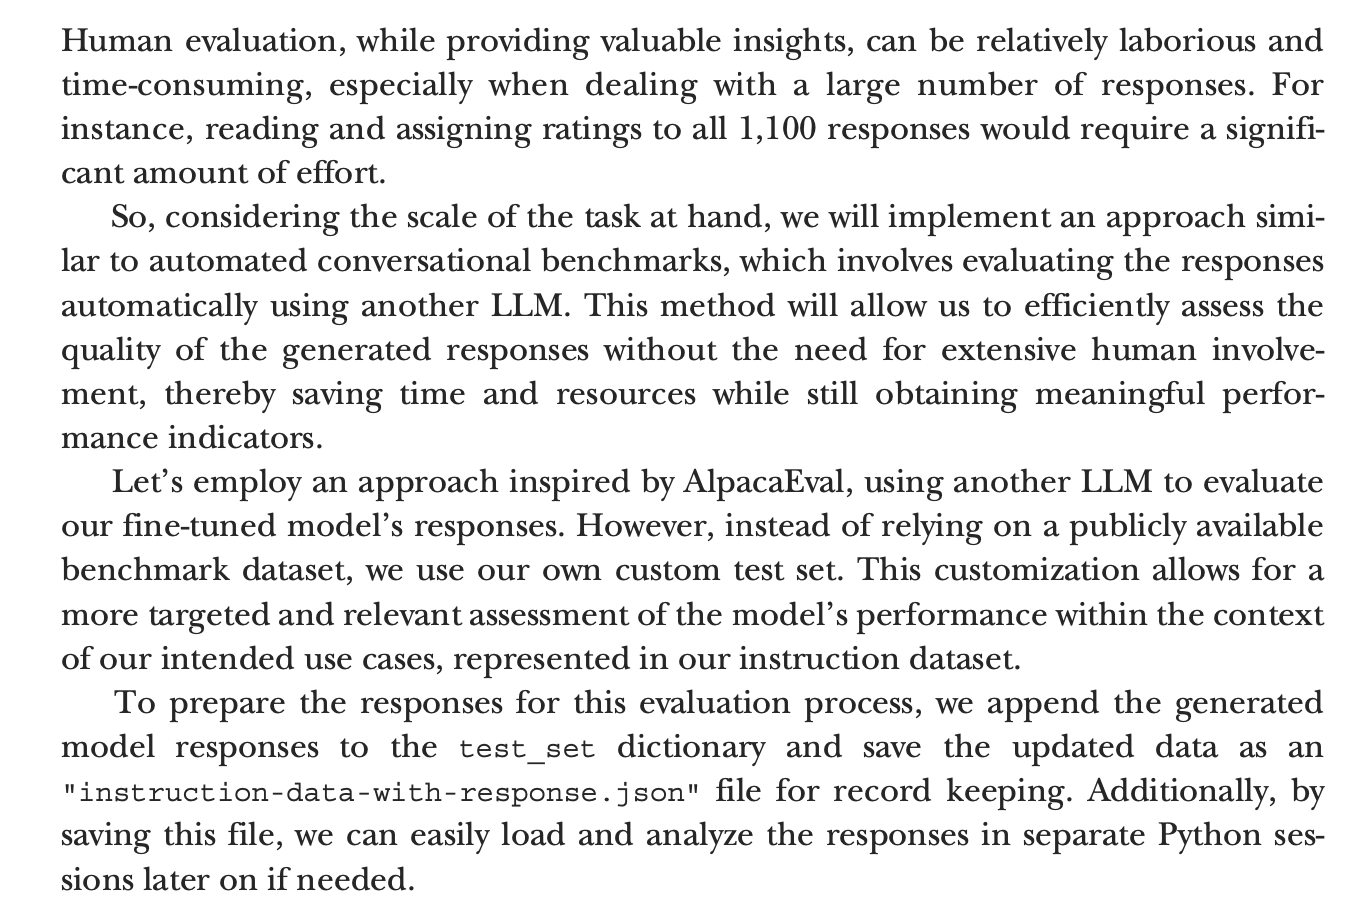 Human evaluation, while providing valuable insights, can be relatively laborious and
time-consuming, especially when dealing with a large number of responses. For
instance, reading and assigning ratings to all 1,100 responses would require a signifi-
cant amount of effort.
So, considering the scale of the task at hand, we will implement an approach simi-
lar to automated conversational benchmarks, which involves evaluating the responses
automatically using another LLM. This method will allow us to efficiently assess the
quality of the generated responses without the need for extensive human involve-
ment, thereby saving time and resources while still obtaining meaningful perfor-
mance indicators.
Let’s employ an approach inspired by AlpacaEval, using another LLM to evaluate
our fine-tuned model’s responses. However, instead of relying on a publicly available
benchmark dataset, we use our own custom test set. This customization allows for a
more targeted and relevant assessment of the model’s performance within the context
of our intended use cases, represented in our instruction dataset.
To prepare the responses for this evaluation process, we append the generated
model responses to the test_set dictionary and save the updated data as an
"instruction-data-with-response.json" file for record keeping. Additionally, by
saving this file, we can easily load and analyze the responses in separate Python ses-
sions later on if needed.